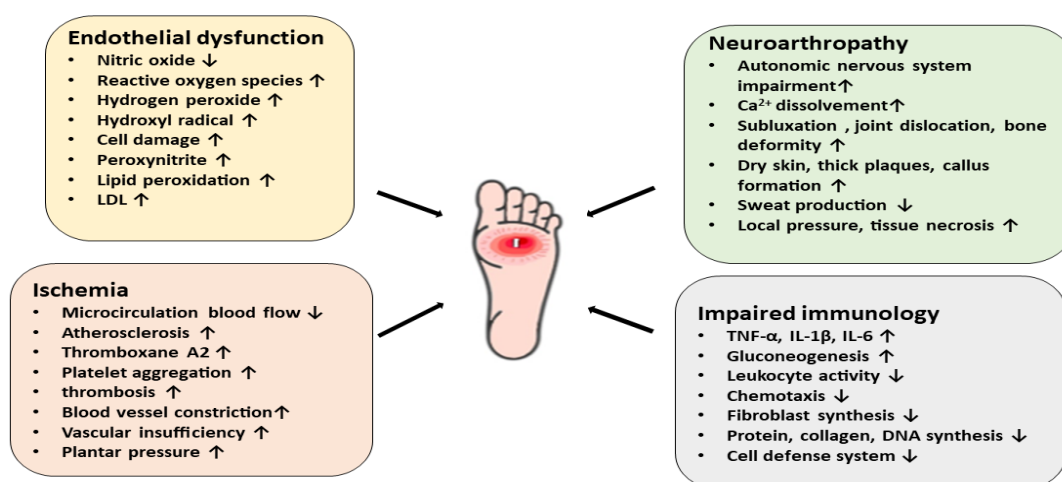 Endothelial dysfunction
• Nitric oxide ↓
• Reactive oxygen species ↑
• Hydrogen peroxide ↑
• Hydroxyl radical ↑
• Cell damage ↑
• Peroxynitrite ↑
• Lipid peroxidation ↑
• LDL ↑
Neuroarthropathy
• Autonomic nervous system
impairment↑
• Ca²⁺ dissolvement↑
• Subluxation , joint dislocation, bone
deformity ↑
• Dry skin, thick plaques, callus
formation ↑
• Sweat production ↓
• Local pressure, tissue necrosis ↑
Ischemia
• Microcirculation blood flow ↓
• Atherosclerosis ↑
• Thromboxane A2 ↑
• Platelet aggregation ↑
• thrombosis ↑
• Blood vessel constriction↑
• Vascular insufficiency ↑
• Plantar pressure ↑
Impaired immunology
• TNF-α, IL-1β, IL-6 ↑
• Gluconeogenesis ↑
• Leukocyte activity ↓
• Chemotaxis ↓
• Fibroblast synthesis ↓
• Protein, collagen, DNA synthesis ↓
• Cell defense system ↓